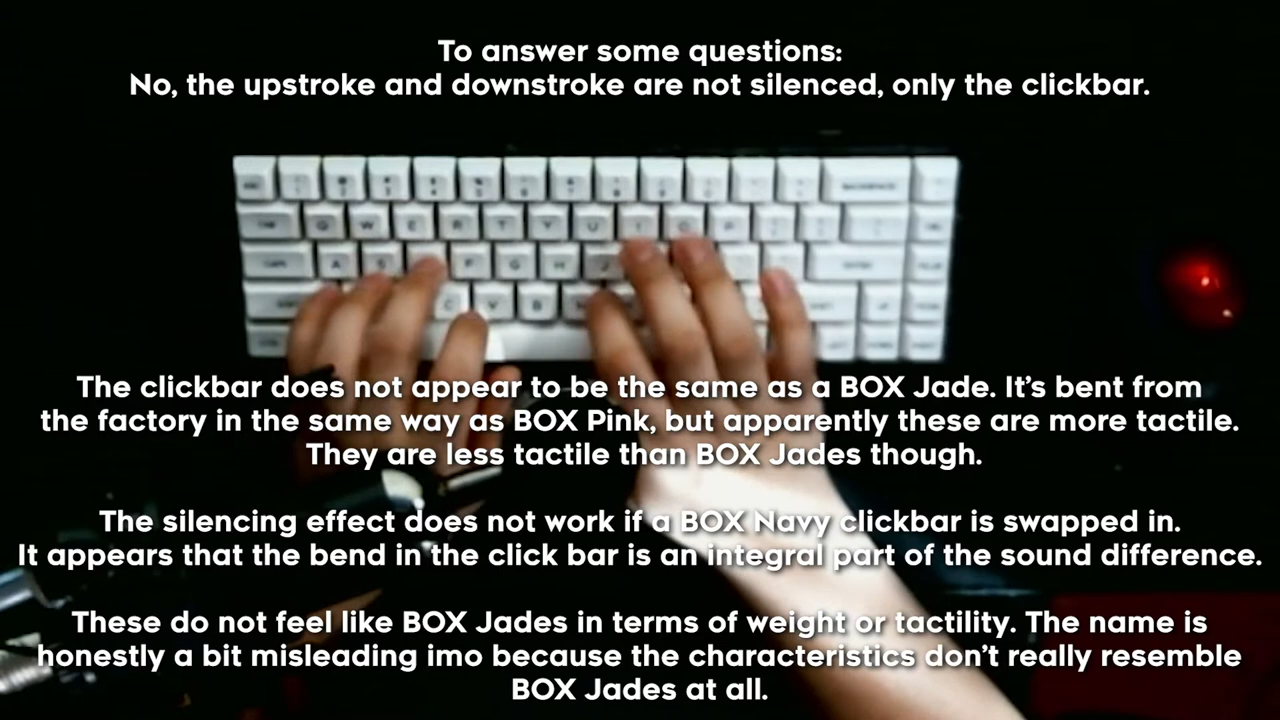 To answer some questions:
No, the upstroke and downstroke are not silenced, only the clickbar.
The clickbar does not appear to be the same as a BOX Jade. It's bent from
the factory in the same way as BOX Pink, but apparently these are more tactile.
They are less tactile than BOX Jades though.
The silencing effect does not work if a BOX Navy clickbar is swapped in.
It appears that the bend in the click bar is an integral part of the sound difference.
These do not feel like BOX Jades in terms of weight or tactility. The name is
honestly a bit misleading imo because the characteristics don't really resemble
BOX Jades at all.